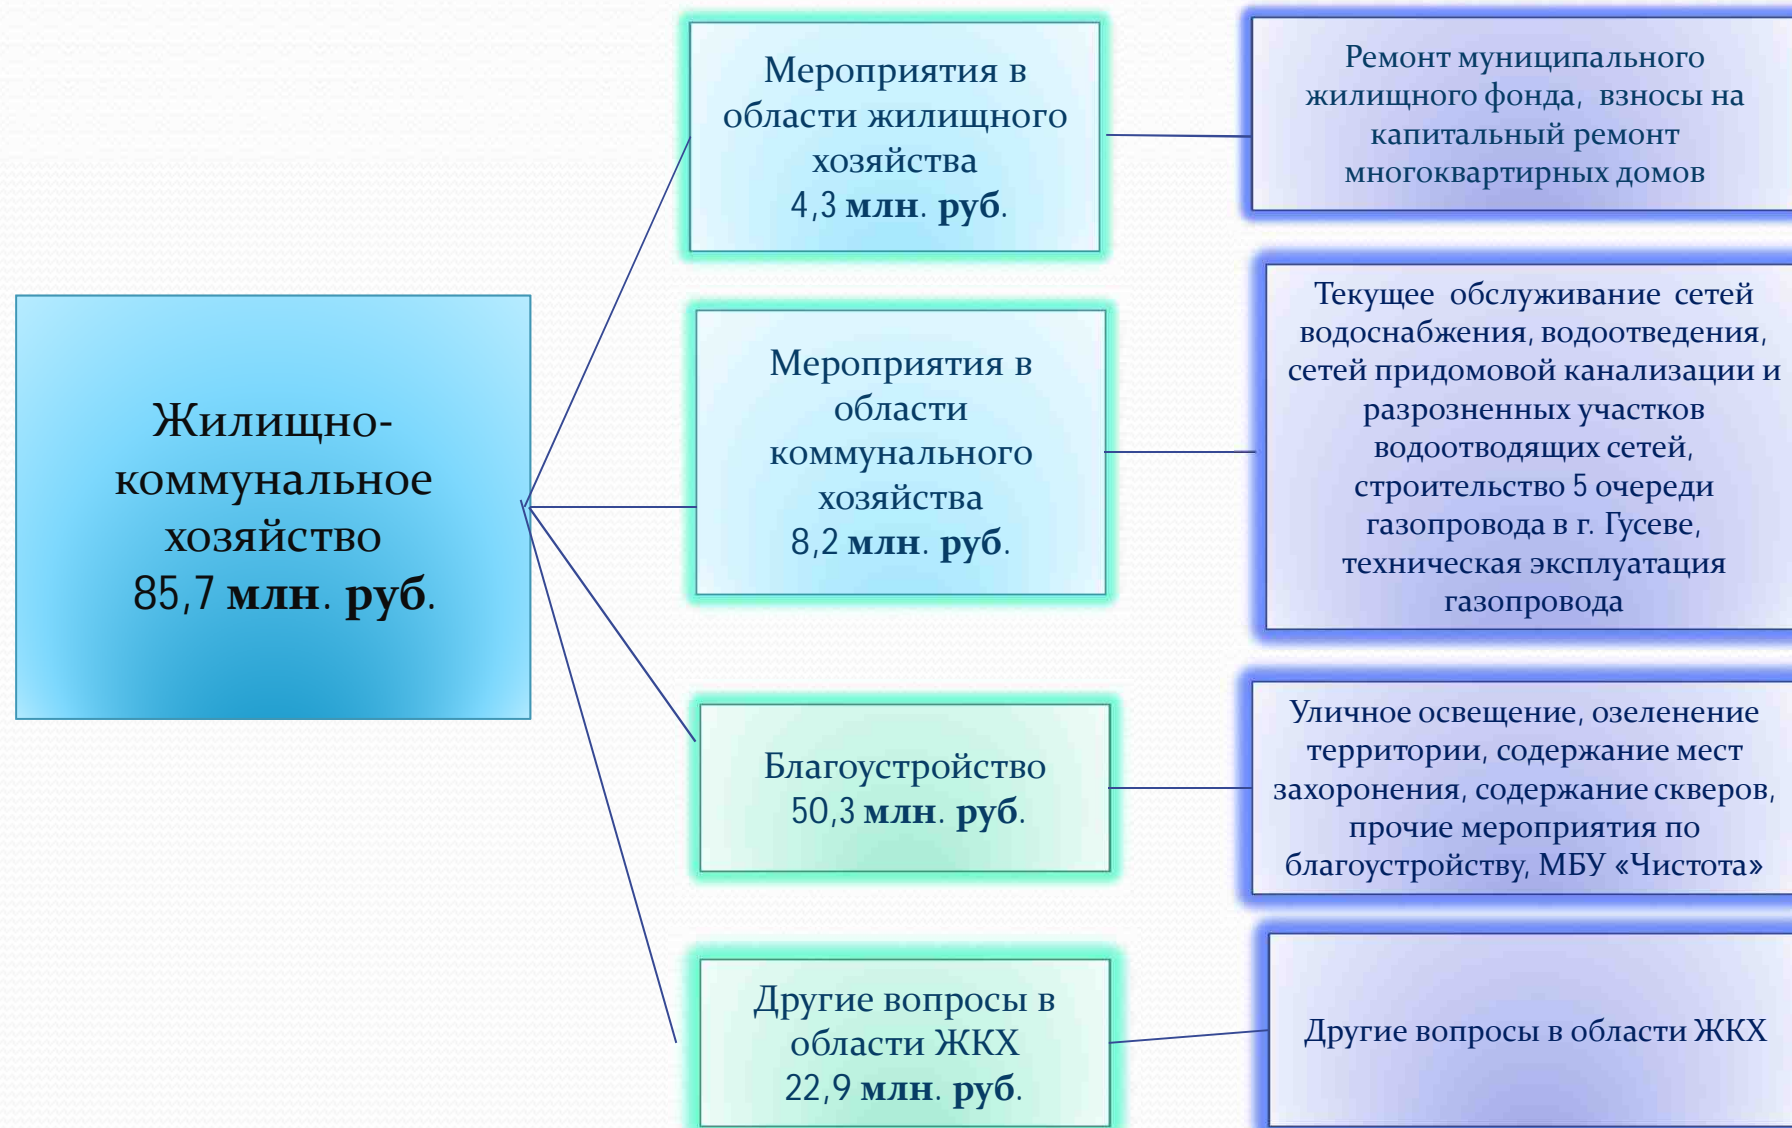 Жилищно-
коммунальное
хозяйство
85,7 млн. руб.
Мероприятия в
области жилищного
хозяйства
4,3 млн. руб.
Ремонт муниципального
жилищного фонда, взносы на
капитальный ремонт
многоквартирных домов
Мероприятия в
области
коммунального
хозяйства
8,2 млн. руб.
Текущее обслуживание сетей
водоснабжения, водоотведения,
сетей придомовой канализации и
разрозненных участков
водоотводящих сетей,
строительство 5 очереди
газопровода в г. Гусеве,
техническая эксплуатация
газопровода
Благоустройство
50,3 млн. руб.
Уличное освещение, озеленение
территории, содержание мест
захоронения, содержание скверов,
прочие мероприятия по
благоустройству, МБУ «Чистота»
Другие вопросы в
области ЖКХ
22,9 млн. руб.
Другие вопросы в области ЖКХ